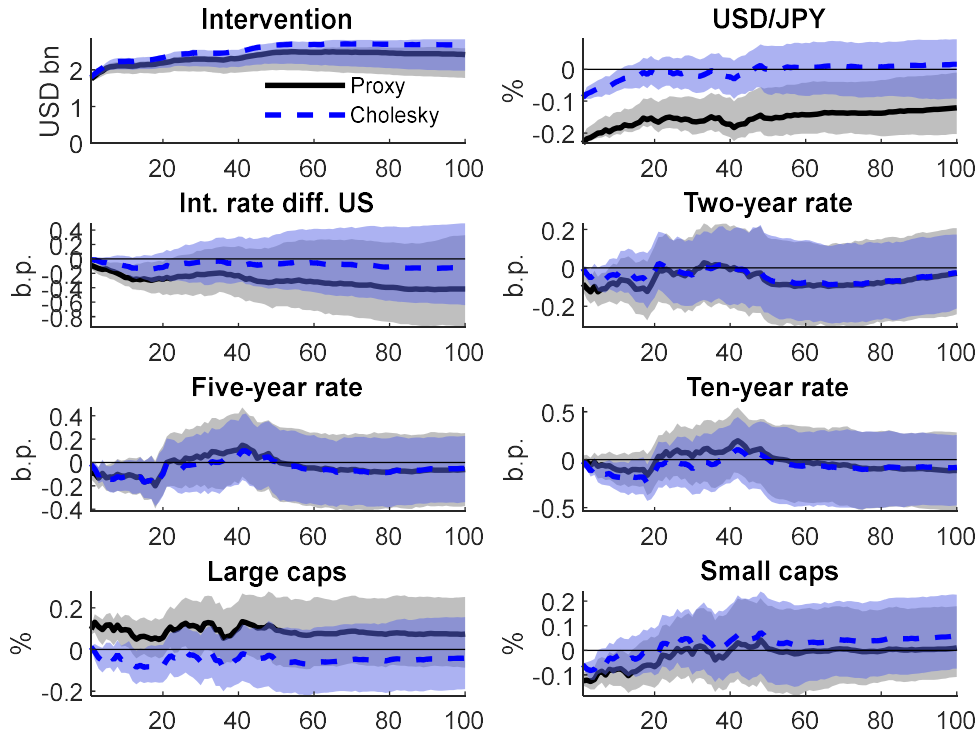 Intervention
USD bn
2
1
0
20 40 60 80 100
Proxy
Cholesky
USD/JPY
%
0
-0.1
-0.2
20 40 60 80 100
Int. rate diff. US
b.p.
0.4
0.2
0
-0.2
-0.4
-0.6
-0.8
20 40 60 80 100
Two-year rate
b.p.
0.2
0
-0.2
20 40 60 80 100
Five-year rate
b.p.
0.4
0.2
0
-0.2
-0.4
20 40 60 80 100
Ten-year rate
b.p.
0.5
0
-0.5
20 40 60 80 100
Large caps
%
0.2
0
-0.2
20 40 60 80 100
Small caps
%
0.2
0.1
0
-0.1
20 40 60 80 100